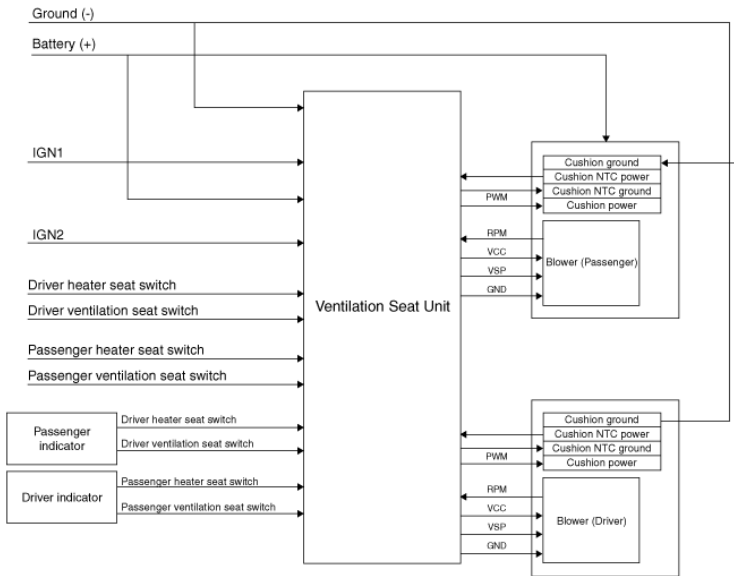 Ground (-)
Battery (+)
IGN1
IGN2
Driver heater seat switch
Driver ventilation seat switch
Passenger heater seat switch
Passenger ventilation seat switch
Passenger
indicator
Driver heater seat switch
Driver ventilation seat switch
Driver indicator
Passenger heater seat switch
Passenger ventilation seat switch
Ventilation Seat Unit
Cushion ground
Cushion NTC power
Cushion NTC ground
PWM
Cushion power
RPM
VCC
VSP
GND
Blower (Passenger)
Cushion ground
Cushion NTC power
Cushion NTC ground
PWM
Cushion power
RPM
VCC
VSP
GND
Blower (Driver)